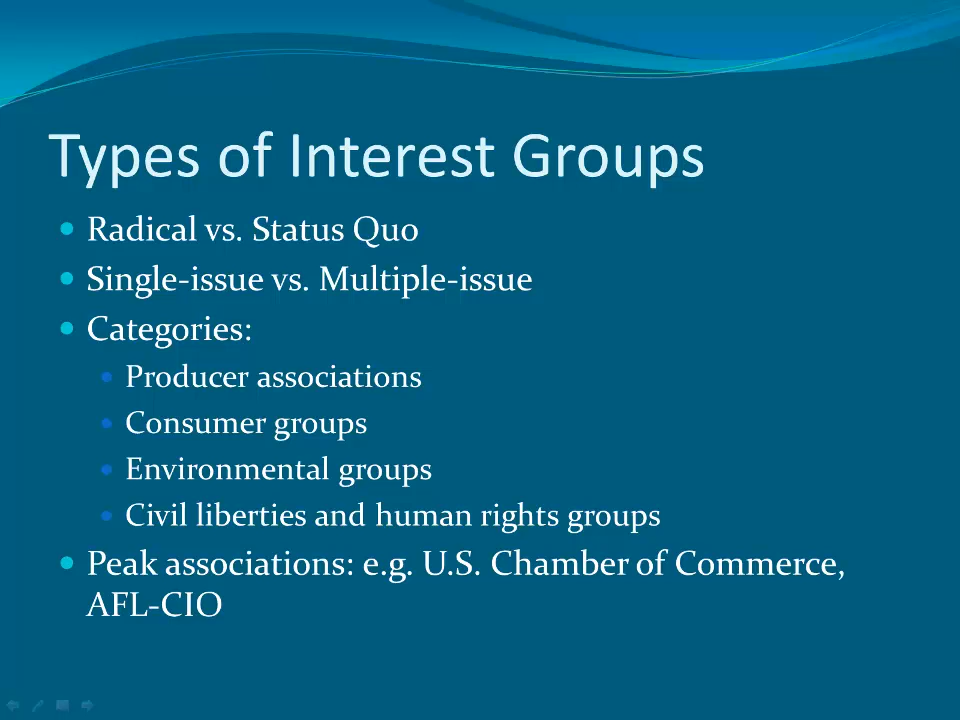 Types of Interest Groups
Radical vs. Status Quo
Single-issue vs. Multiple-issue
Categories:
Producer associations
Consumer groups
Environmental groups
Civil liberties and human rights groups
Peak associations: e.g. U.S. Chamber of Commerce,
AFL-CIO